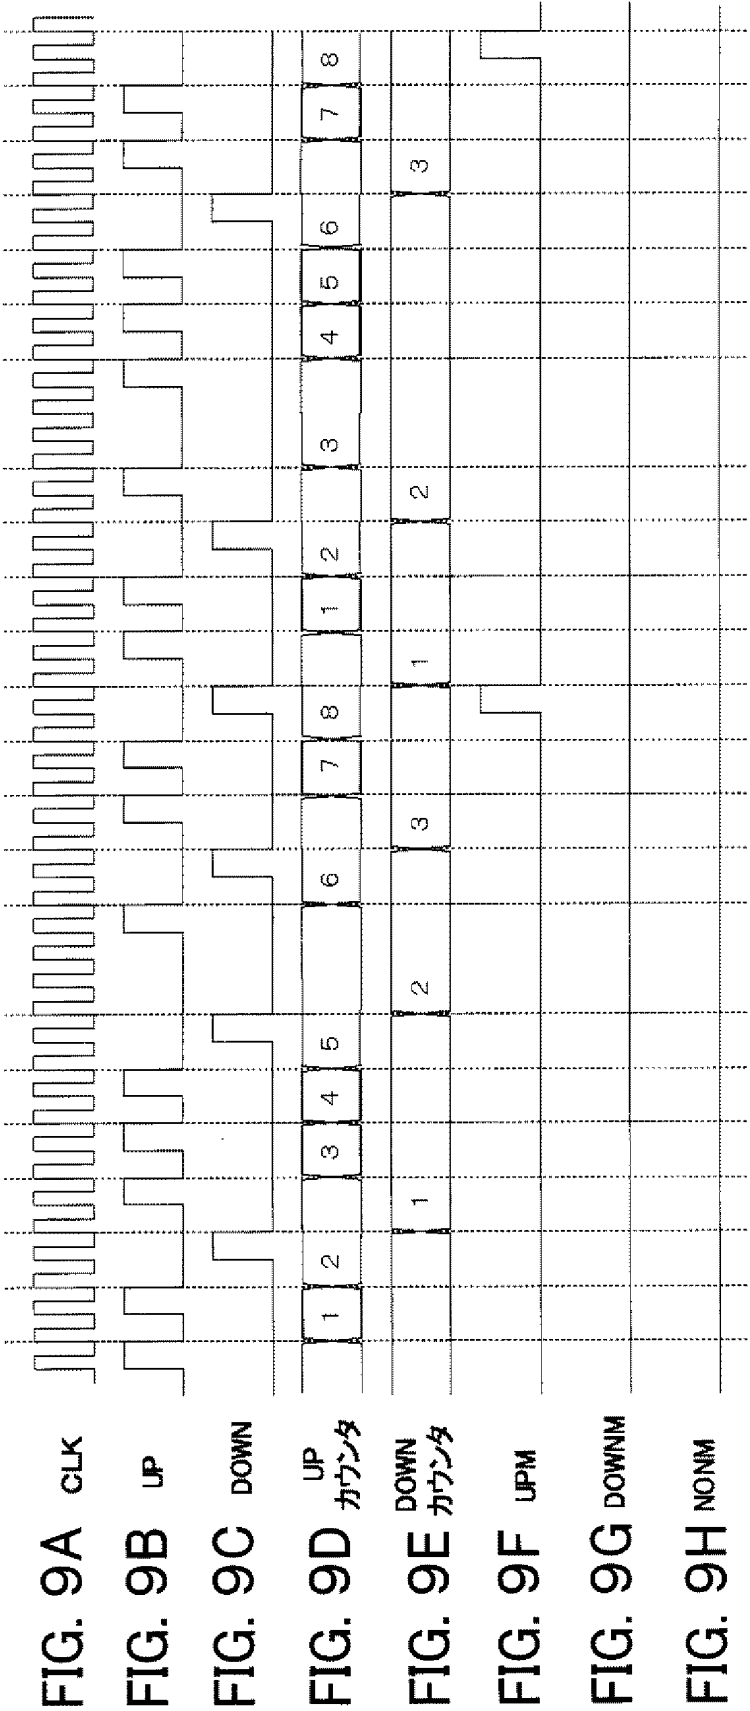 FIG. 9A CLK
FIG. 9B UP
FIG. 9C DOWN
FIG. 9D UP
カウンタ
1 2 3 4 5 6 7 8 1 2 3 4 5 6 7 8
FIG. 9E DOWN
カウンタ
1 2 3 1 2 3
FIG. 9F UPM
FIG. 9G DOWNM
FIG. 9H NONM